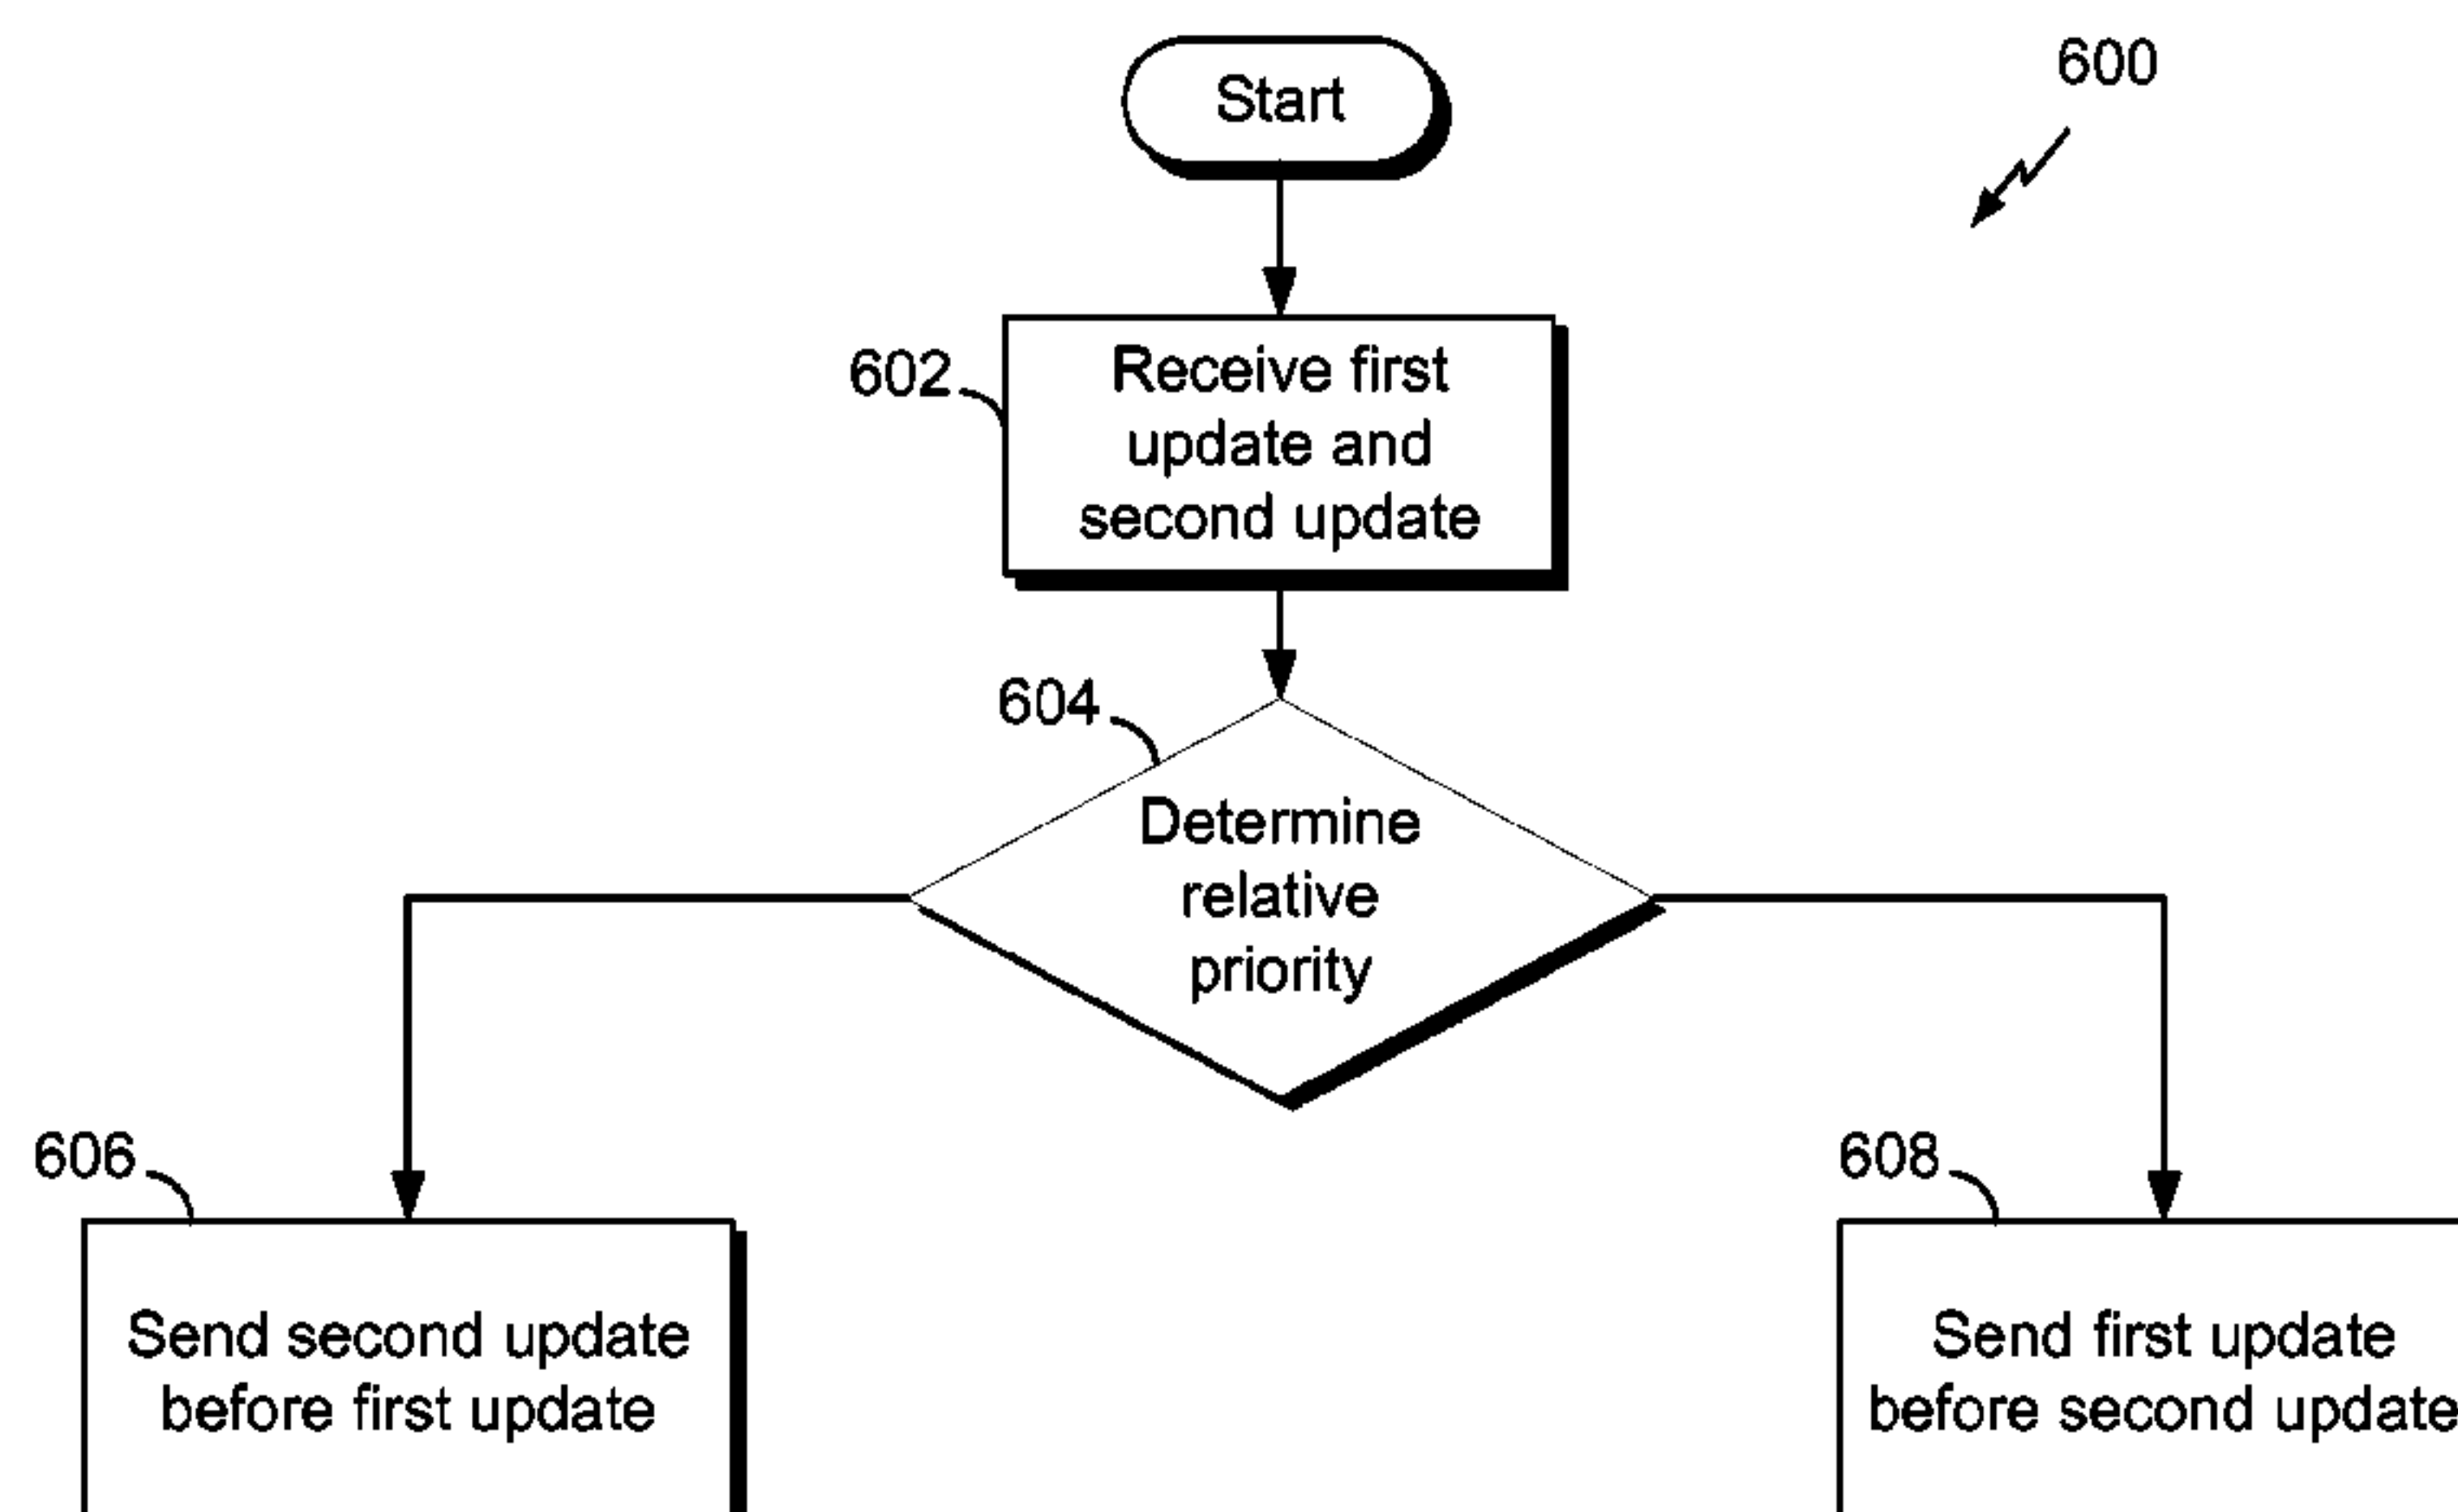 Start
600
602
Receive first
update and
second update
604
Determine
relative
priority
606
608
Send second update
before first update
Send first update
before second update